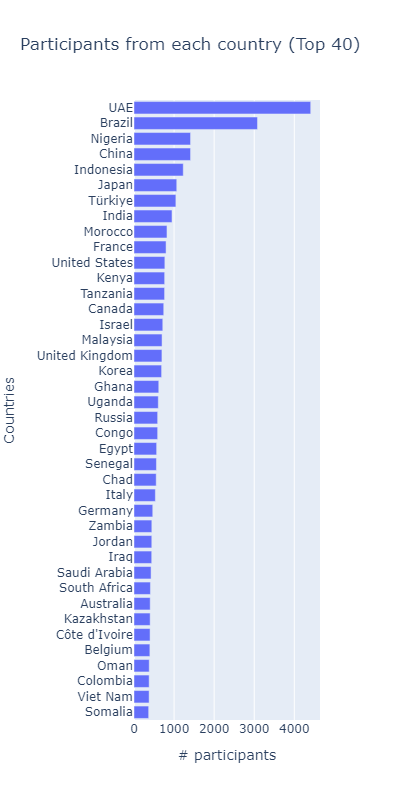 Participants from each country (Top 40)
UAE
Brazil
Nigeria
China
Indonesia
Japan
Türkiye
India
Morocco
France
United States
Kenya
Tanzania
Canada
Israel
Malaysia
United Kingdom
Korea
Ghana
Uganda
Russia
Congo
Egypt
Senegal
Chad
Italy
Germany
Zambia
Jordan
Iraq
Saudi Arabia
South Africa
Australia
Kazakhstan
Côte d'Ivoire
Belgium
Oman
Colombia
Viet Nam
Somalia
Countries
0 1000 2000 3000 4000
# participants